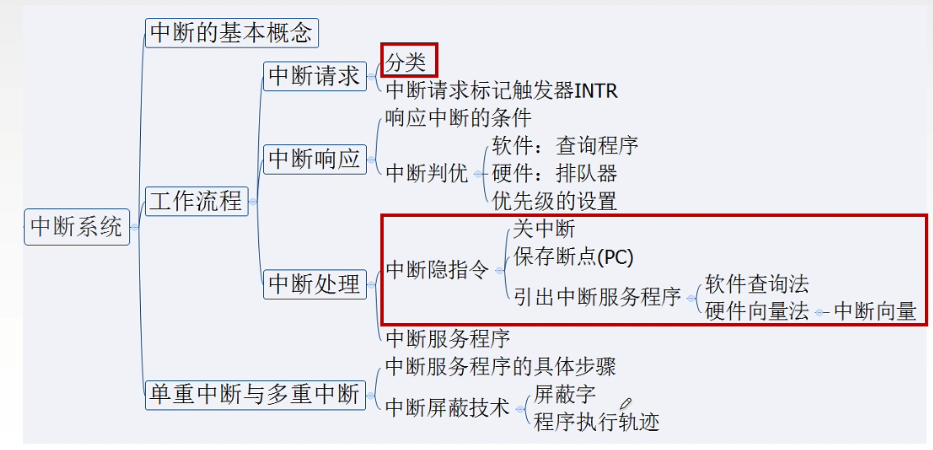 中断的基本概念
分类
中断请求
中断请求标记触发器INTR
响应中断的条件
软件：查询程序
中断响应
中断判优
硬件：排队器
工作流程
优先级的设置
中断系统
关中断
保存断点(PC)
中断隐指令
中断处理
软件查询法
引出中断服务程序
硬件向量法
中断向量
中断服务程序
中断服务程序的具体步骤
单重中断与多重中断
屏蔽字
中断屏蔽技术
程序执行轨迹